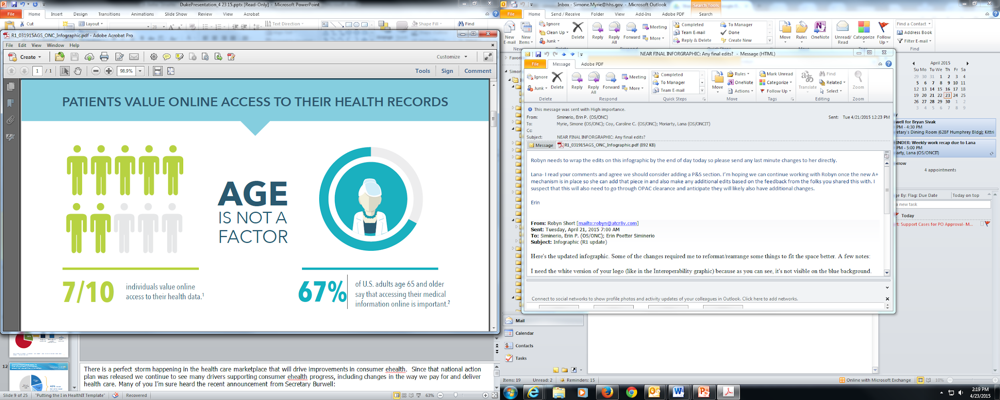 DukePresentation_4 23 15.pptx [Read-Only] - Microsoft PowerPoint
File Home Insert Design Transitions Animations Slide Show Review View Acrobat
Cut Layout 28 Text Direction Shape Fill Find
R1_031915AGS_ONC_Infographic.pdf - Adobe Acrobat Pro
File Edit View Window Help
Create Customize
1 / 1 98.9% Tools Sign Comment
PATIENTS VALUE ONLINE ACCESS TO THEIR HEALTH RECORDS
AGE
IS NOT A
FACTOR
7/10
individuals value online
access to their health data.1
67%
of U.S. adults age 65 and older
say that accessing their medical
information online is important.2
12
There is a perfect storm happening in the health care marketplace that will drive improvements in consumer ehealth. Since that national action
plan was released we continue to see many drivers supporting consumer ehealth progress, including changes in the way we pay for and deliver
health care. Many of you I'm sure heard the recent announcement from Secretary Burwell:
Slide 9 of 25 "Putting the I in HealthIT Template" Recovered 63%
Inbox - Simone.Myrie@hhs.gov - Microsoft Outlook
Search Tools
File Home Send / Receive Folder View Add-Ins Adobe PDF Search
Ignore
Clean Up
Junk
New E-mail
New Items
Delete
Reply
Reply All
Forward
Meeting
More
Completed
Team E-mail
Reply & Delete
To Manager
Done
Create New
Move
Rules
OneNote
Unread/ Read
Categorize
Follow Up
Find a Contact
Address Book
Filter E-mail
Find
NEAR FINAL INFORGRAPHIC: Any final edits? - Message (HTML)
File Message Adobe PDF
Ignore
Junk
Delete
Reply
Reply All
Forward
Meeting
More
Completed
To Manager
Team E-mail
Move
Rules
OneNote
Actions
Mark Unread
Categorize
Follow Up
Translate
Find
Related
Select
Zoom
Delete Respond Quick Steps Move Tags Editing Zoom
This message was sent with High importance.
From: Siminerio, Erin P. (OS/ONC) Sent: Tue 4/21/2015 12:23 PM
To: Myrie, Simone (OS/ONC); Coy, Caroline C. (OS/ONC); Moriarty, Lana (OS/ONCIT)
Cc:
Subject: NEAR FINAL INFORGRAPHIC: Any final edits?
Message R1_031915AGS_ONC_Infographic.pdf (892 KB)
Robyn needs to wrap the edits on this infographic by the end of day today so please send any last minute changes to her directly.
Lana- I read your comments and agree we should consider adding a P&S section. I'm hoping we can continue working with Robyn once the new A+
mechanism is in place so she can add that piece in and also make any additional edits based on the feedback from the folks you shared this with. I
suspect that this will also need to go through OPAC clearance and anticipate they will likely also have additional changes.
Erin
From: Robyn Short [mailto:robyn@atcr8v.com]
Sent: Tuesday, April 21, 2015 7:00 AM
To: Siminerio, Erin P. (OS/ONC); Erin Poetter Siminerio
Subject: Infographic (R1 update)
Here's the updated infographic. Some of the changes required me to reformat/rearrange some things to fit the space better. A few notes:
I need the white version of your logo (like in the Interoperability graphic) because as you can see, it's not visible on the blue background.
Connect to social networks to show profile photos and activity updates of your colleagues in Outlook. Click here to add networks.
Mail
Calendar
Contacts
Tasks
April 2015
Su Mo Tu We Th Fr Sa
29 30 31 1 2 3 4
5 6 7 8 9 10 11
12 13 14 15 16 17 18
19 20 21 22 23 24 25
26 27 28 29 30 1 2
3 4 5 6 7 8 9
well for Bryan Sivak
PM - 4:30 PM
retary's Dining Room (628F Humphrey Bldg); Kittri
INDER: Weekly work recap due to Lana
PM - 5:00 PM
arty, Lana (OS/ONCIT)
orrow
4 appointments
ge By: Flag: Due Date Today on top
a new task
Today
rt: Support Cases for PO Approval- M...
Items: 19 Unread: 2 Reminders: 15 Online with Microsoft Exchange 10%
2:19 PM
4/23/2015